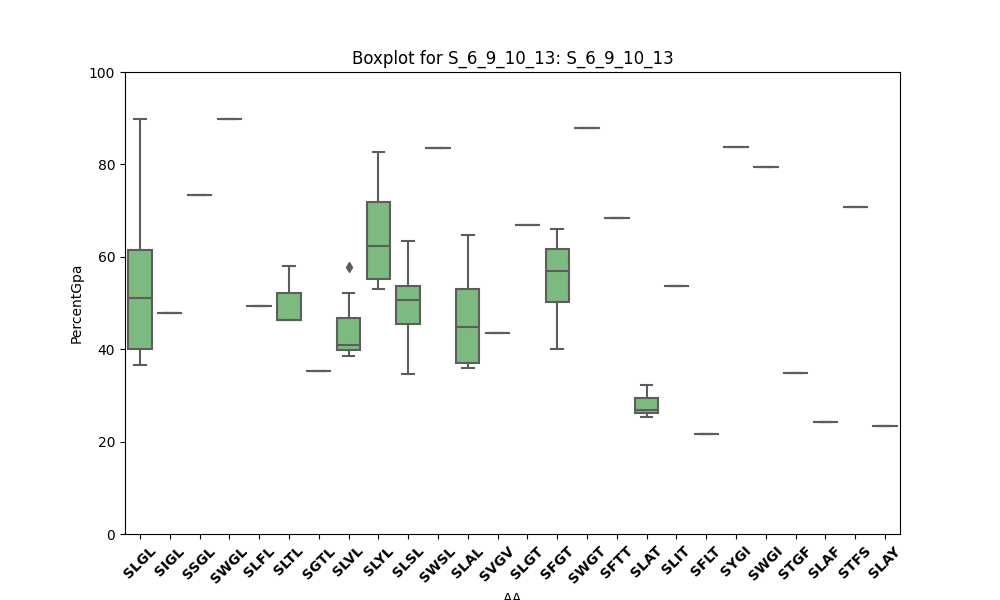 Boxplot for S_6_9_10_13: S_6_9_10_13
100
80
60
40
20
0
PercentGpa
SLGL SIGL SSGL SWGL SLFL SLTL SGTL SLVL SLYL SLSL SWSL SLAL SVGV SLGT SFGT SWGT SFTT SLAT SLIT SFLT SYGI SWGI STGF SLAF STFS SLAY
AA